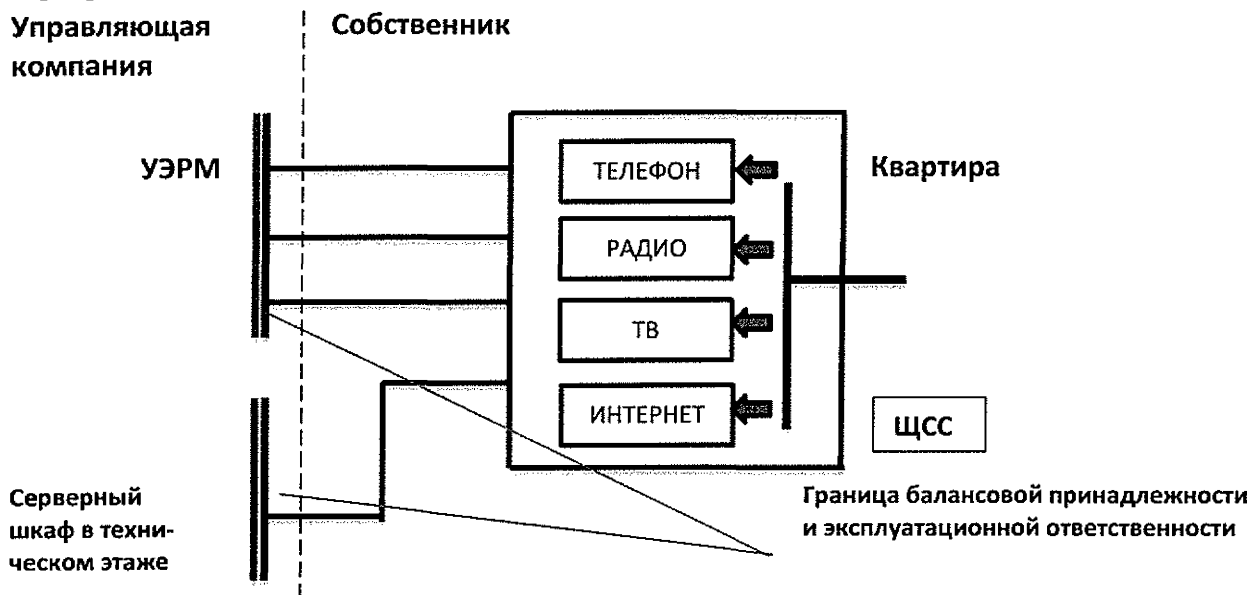 Управляющая
компания
Собственник
УЭРМ
ТЕЛЕФОН
Квартира
РАДИО
ТВ
ИНТЕРНЕТ
ЩСС
Серверный
шкаф в техни-
ческом этаже
Граница балансовой принадлежности
и эксплуатационной ответственности